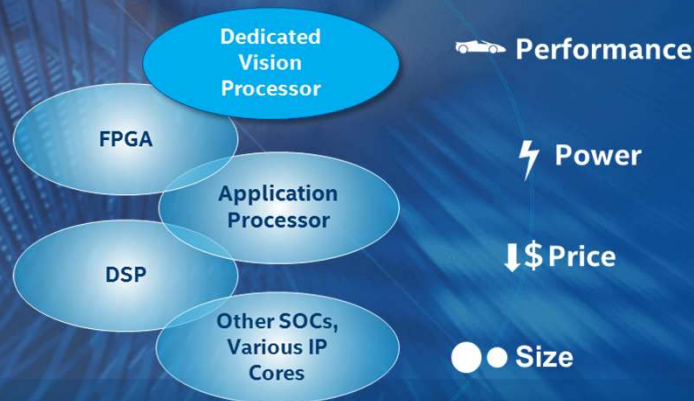 Dedicated
Vision
Processor
FPGA
Application
Processor
DSP
Other SOCs,
Various IP
Cores
Performance
Power
$ Price
Size